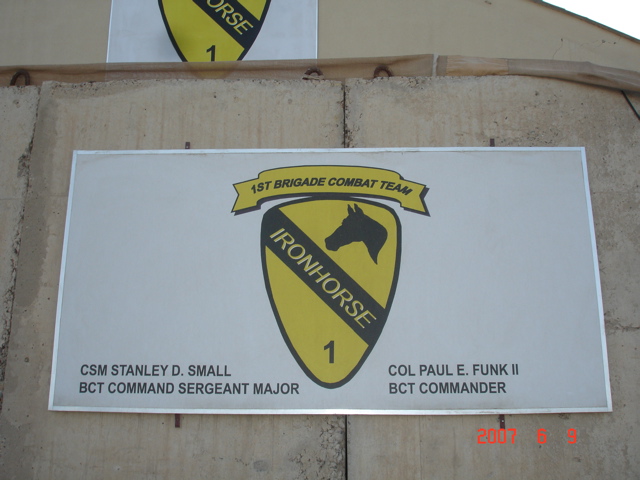 ORSE
1
1ST BRIGADE COMBAT TEAM
IRONHORSE
1
CSM STANLEY D. SMALL
BCT COMMAND SERGEANT MAJOR
COL PAUL E. FUNK II
BCT COMMANDER
2007 6 9